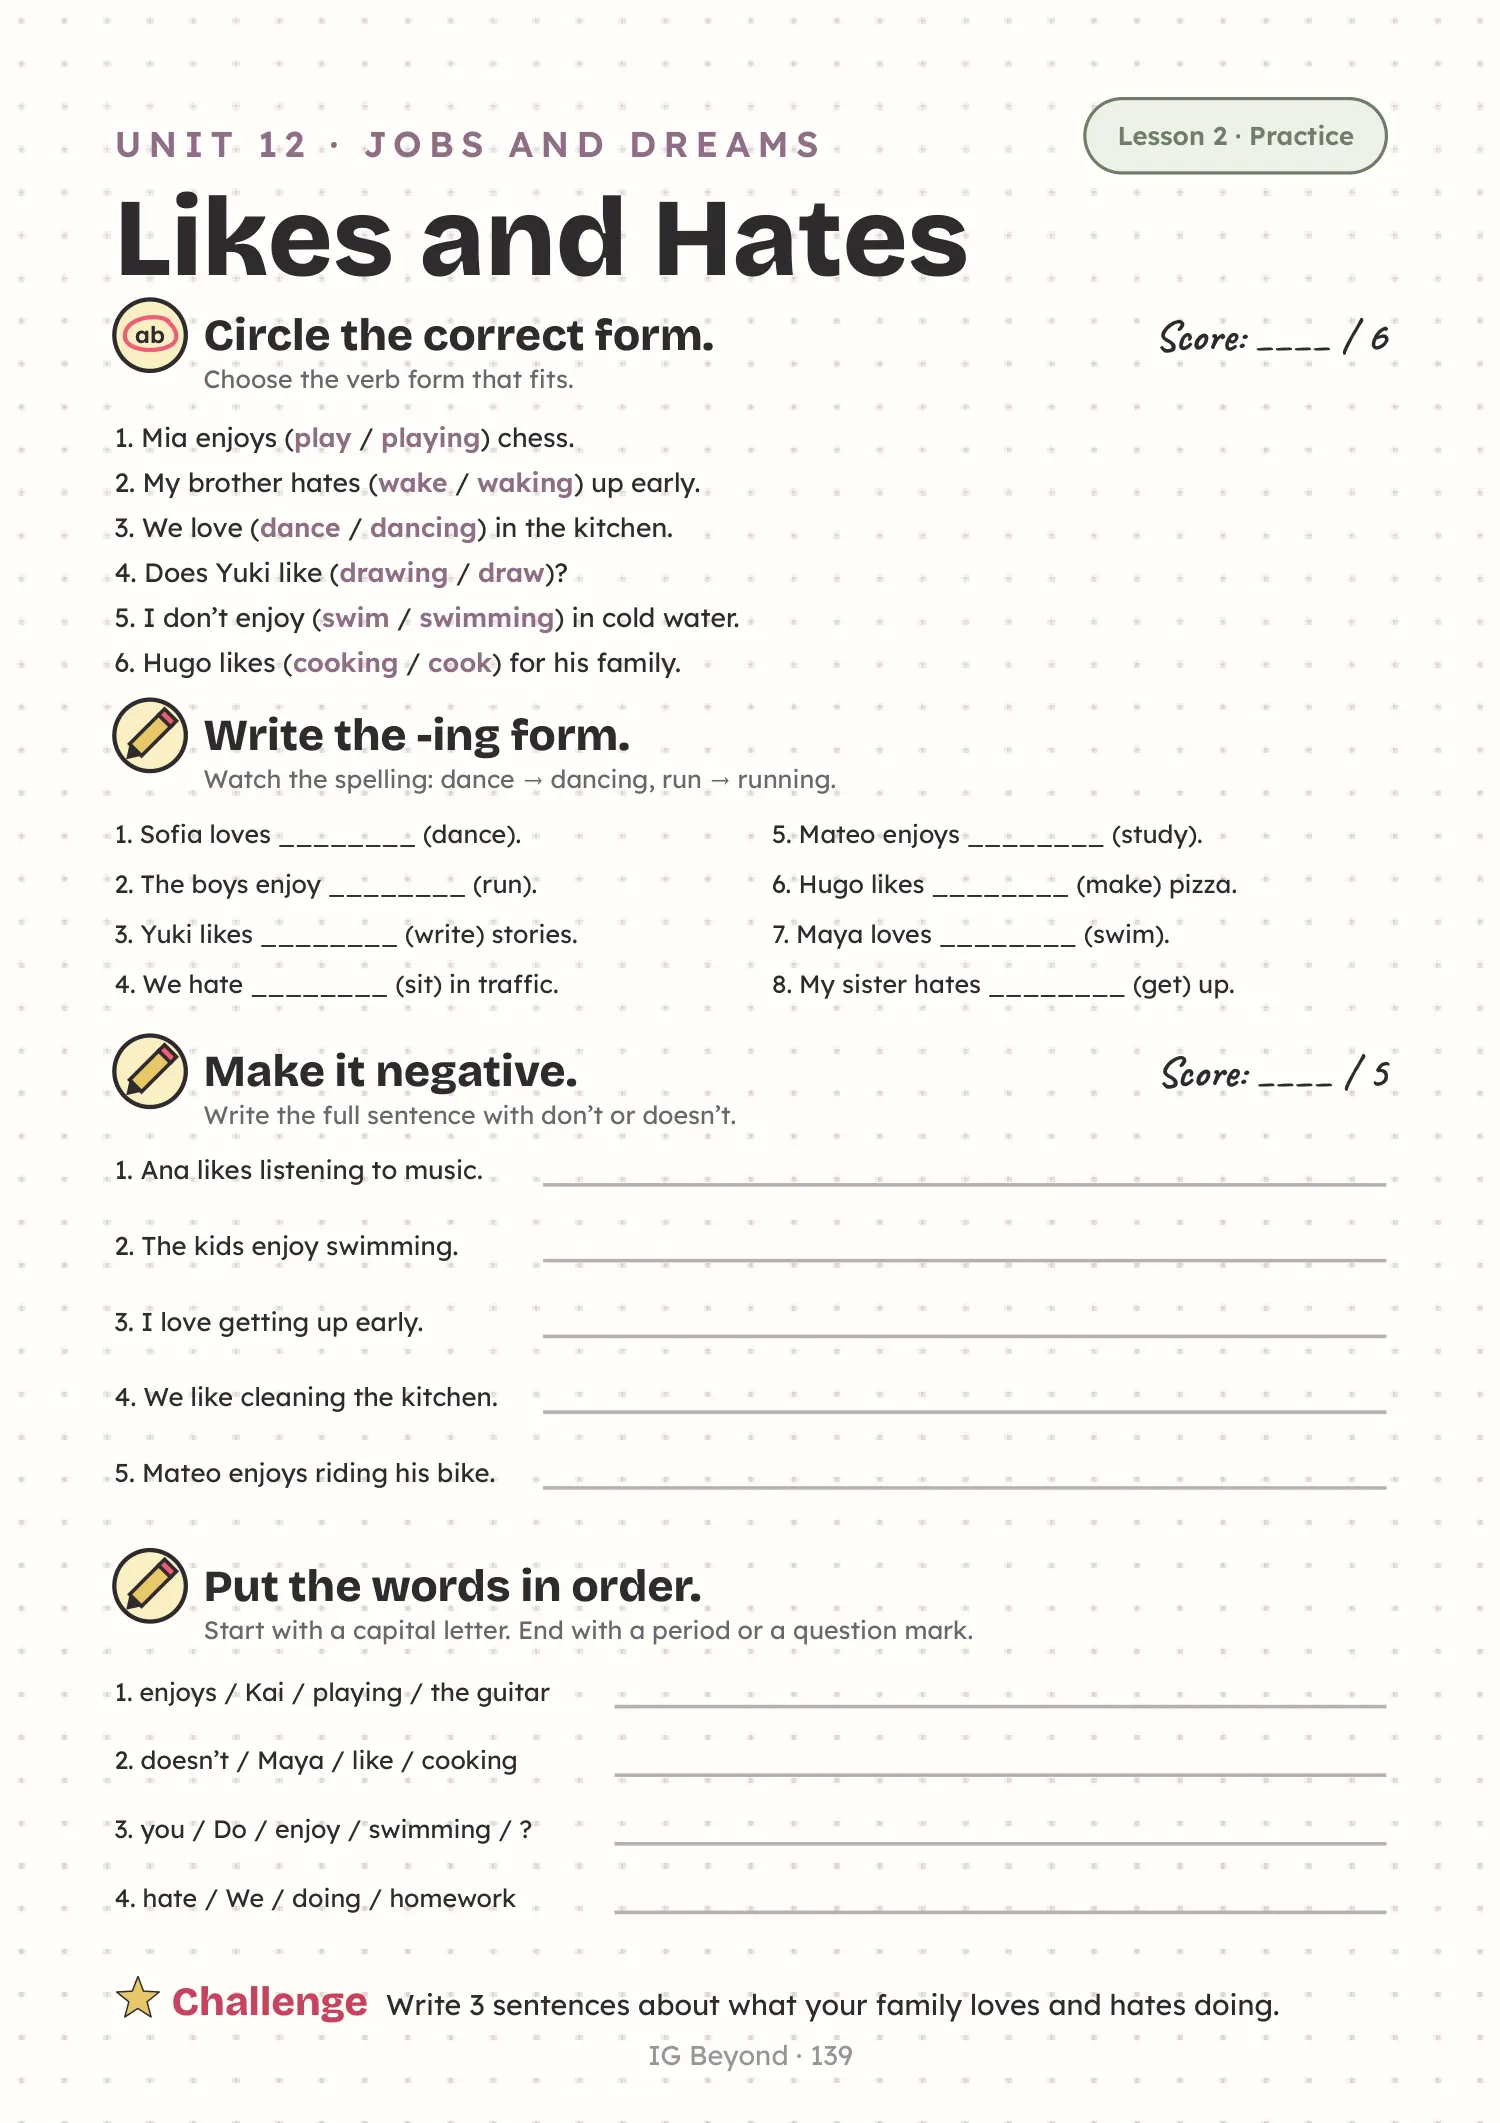 UNIT 12 · JOBS AND DREAMS
Lesson 2 · Practice
Likes and Hates
ab
Circle the correct form.
Score: ____ / 6
Choose the verb form that fits.
1. Mia enjoys (play / playing) chess.
2. My brother hates (wake / waking) up early.
3. We love (dance / dancing) in the kitchen.
4. Does Yuki like (drawing / draw)?
5. I don’t enjoy (swim / swimming) in cold water.
6. Hugo likes (cooking / cook) for his family.
Write the -ing form.
Watch the spelling: dance → dancing, run → running.
1. Sofia loves ________ (dance).
2. The boys enjoy ________ (run).
3. Yuki likes ________ (write) stories.
4. We hate ________ (sit) in traffic.
5. Mateo enjoys ________ (study).
6. Hugo likes ________ (make) pizza.
7. Maya loves ________ (swim).
8. My sister hates ________ (get) up.
Make it negative.
Score: ____ / 5
Write the full sentence with don’t or doesn’t.
1. Ana likes listening to music.
2. The kids enjoy swimming.
3. I love getting up early.
4. We like cleaning the kitchen.
5. Mateo enjoys riding his bike.
Put the words in order.
Start with a capital letter. End with a period or a question mark.
1. enjoys / Kai / playing / the guitar
2. doesn’t / Maya / like / cooking
3. you / Do / enjoy / swimming / ?
4. hate / We / doing / homework
Challenge Write 3 sentences about what your family loves and hates doing.
IG Beyond · 139